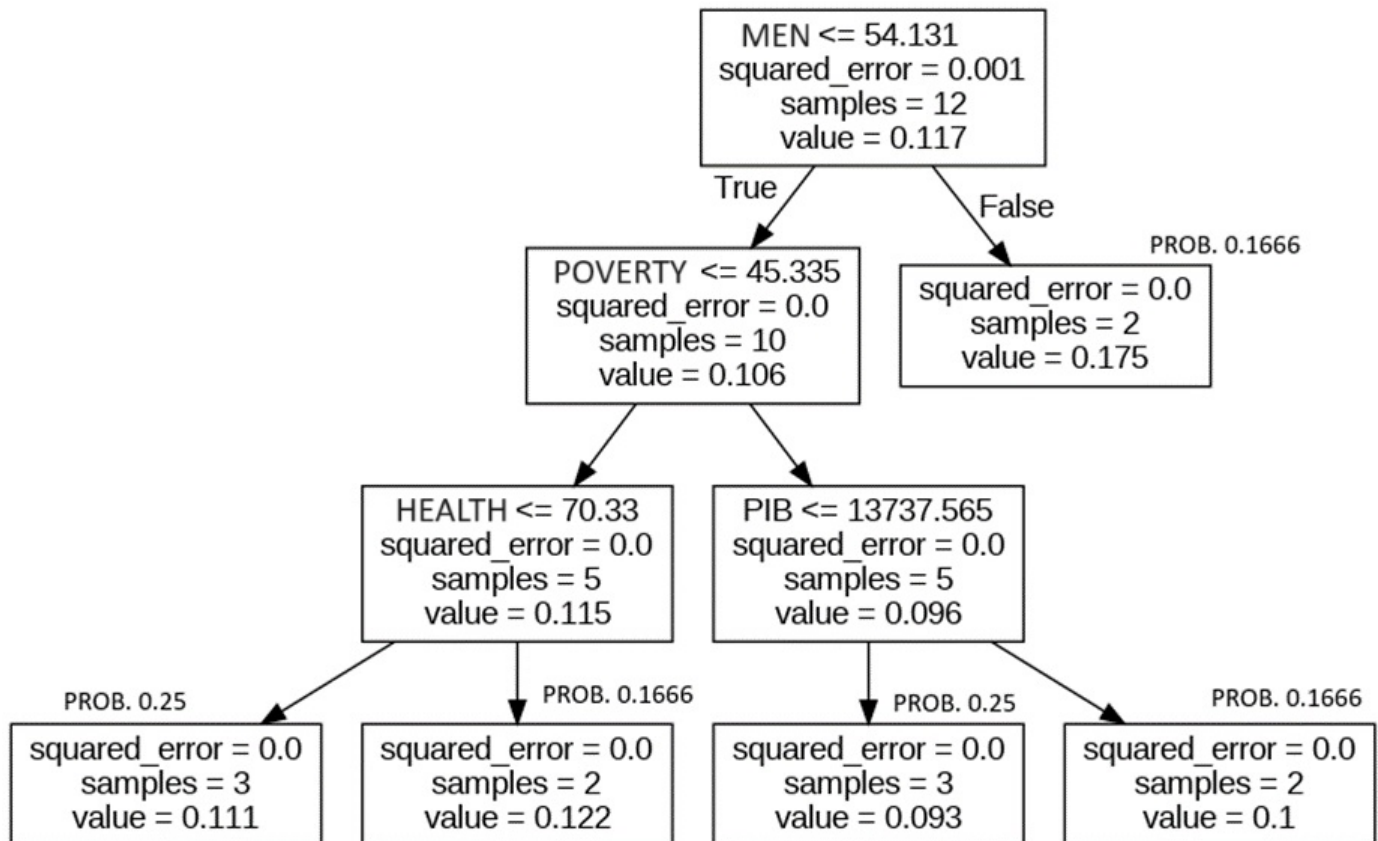 MEN <= 54.131
squared_error = 0.001
samples = 12
value = 0.117
True
False
PROB. 0.1666
POVERTY <= 45.335
squared_error = 0.0
samples = 10
value = 0.106
squared_error = 0.0
samples = 2
value = 0.175
HEALTH <= 70.33
squared_error = 0.0
samples = 5
value = 0.115
PIB <= 13737.565
squared_error = 0.0
samples = 5
value = 0.096
PROB. 0.25
squared_error = 0.0
samples = 3
value = 0.111
PROB. 0.1666
squared_error = 0.0
samples = 2
value = 0.122
PROB. 0.25
squared_error = 0.0
samples = 3
value = 0.093
PROB. 0.1666
squared_error = 0.0
samples = 2
value = 0.1